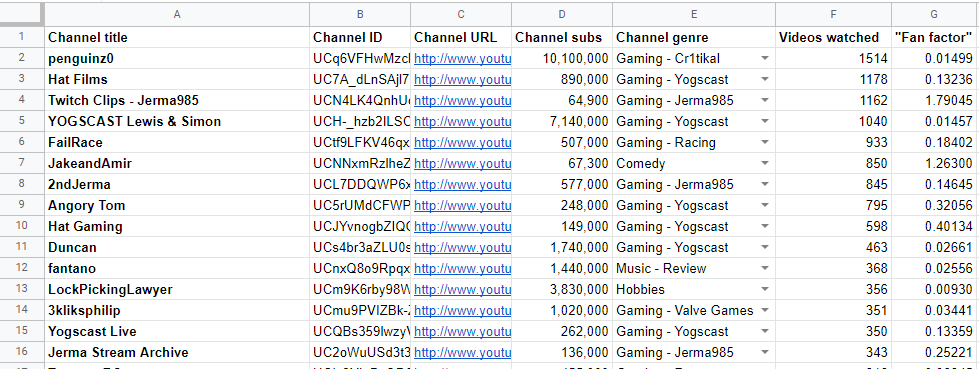 A B C D E F G
1 Channel title Channel ID Channel URL Channel subs Channel genre Videos watched "Fan factor"
2 penguinz0 UCq6VFHwMzcl http://www.youtu 10,100,000 Gaming - Cr1tikal 1514 0.01499
3 Hat Films UC7A_dLnSAjl7 http://www.youtu 890,000 Gaming - Yogscast 1178 0.13236
4 Twitch Clips - Jerma985 UCN4LK4QnhU http://www.youtu 64,900 Gaming - Jerma985 1162 1.79045
5 YOGSCAST Lewis & Simon UCH-_hzb2ILSC http://www.youtu 7,140,000 Gaming - Yogscast 1040 0.01457
6 FailRace UCtf9LFKV46qx http://www.youtu 507,000 Gaming - Racing 933 0.18402
7 JakeandAmir UCNNxmRzlheZ http://www.youtu 67,300 Comedy 850 1.26300
8 2ndJerma UCL7DDQWP6x http://www.youtu 577,000 Gaming - Jerma985 845 0.14645
9 Angory Tom UC5rUMdCFWP http://www.youtu 248,000 Gaming - Yogscast 795 0.32056
10 Hat Gaming UCJYvnogbZlQ http://www.youtu 149,000 Gaming - Yogscast 598 0.40134
11 Duncan UCs4br3aZLU0s http://www.youtu 1,740,000 Gaming - Yogscast 463 0.02661
12 fantano UCnxQ8o9Rpqx http://www.youtu 1,440,000 Music - Review 368 0.02556
13 LockPickingLawyer UCm9K6rby98W http://www.youtu 3,830,000 Hobbies 356 0.00930
14 3kliksphilip UCmu9PVIZBk- http://www.youtu 1,020,000 Gaming - Valve Games 351 0.03441
15 Yogscast Live UCQBs359lwzy http://www.youtu 262,000 Gaming - Yogscast 350 0.13359
16 Jerma Stream Archive UC2oWuUSd3t3 http://www.youtu 136,000 Gaming - Jerma985 343 0.25221